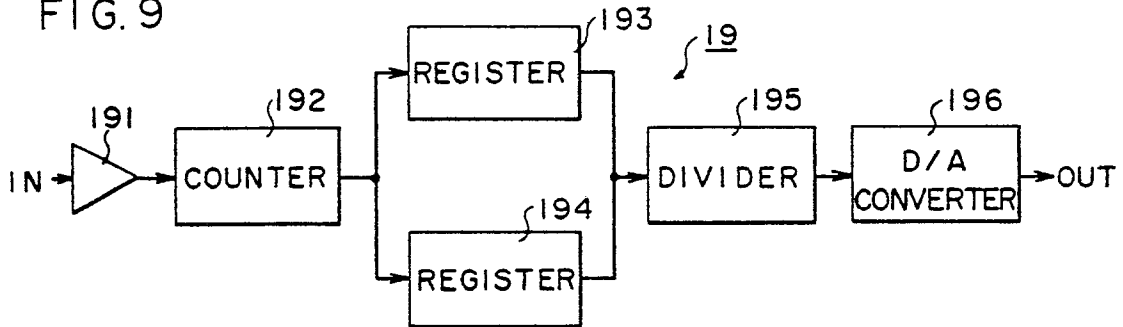 FIG. 9
193
REGISTER
19
191
192
195
196
IN
COUNTER
DIVIDER
D/A
CONVERTER
OUT
194
REGISTER